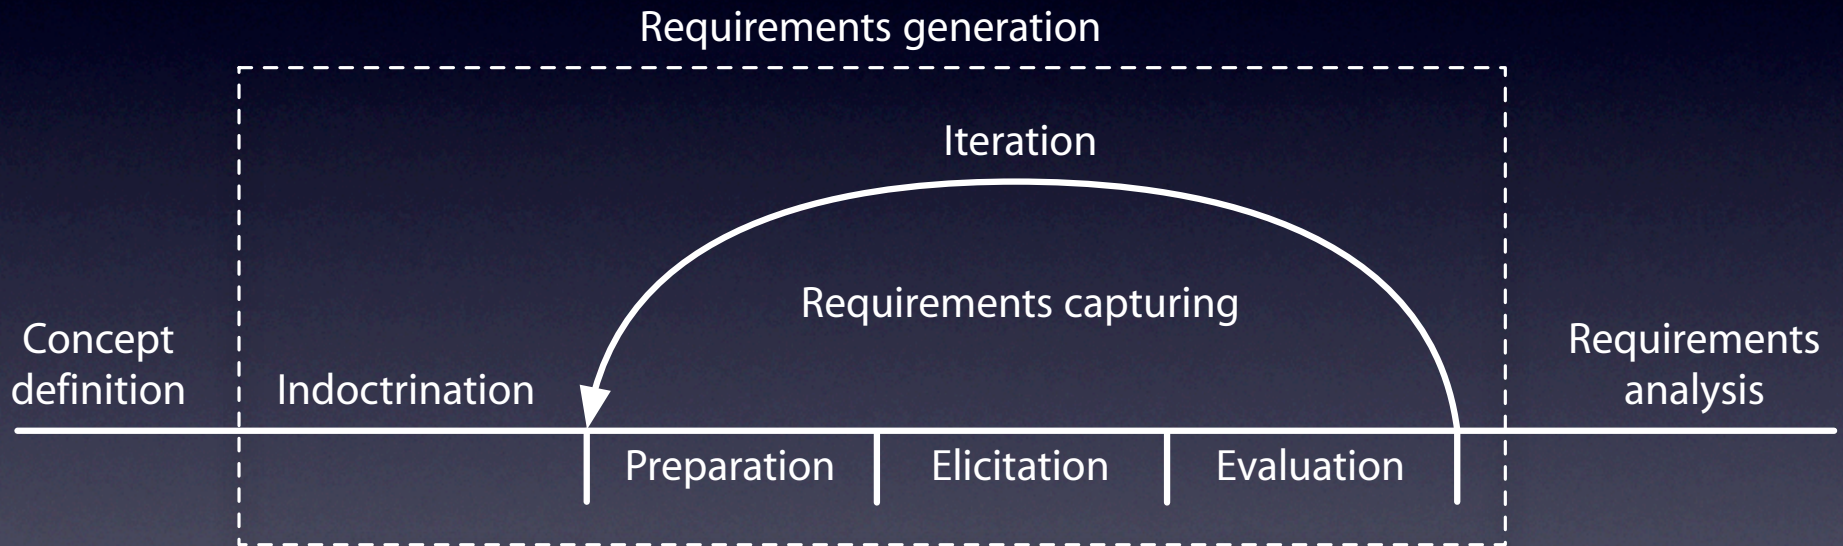 Requirements generation
Iteration
Requirements capturing
Concept
definition
Indoctrination
Requirements
analysis
Preparation
Elicitation
Evaluation